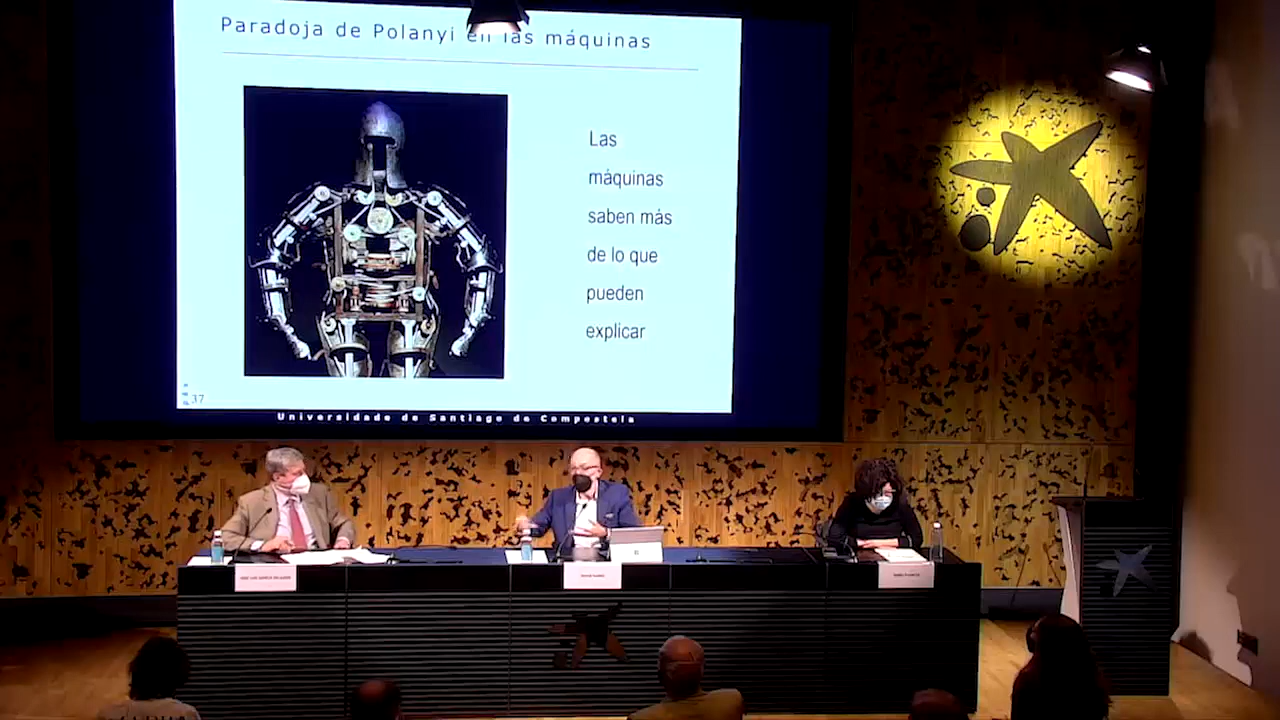 Paradoja de Polanyi en las máquinas
Las
máquinas
saben más
de lo que
pueden
explicar
37
Universidade de Santiago de Compostela